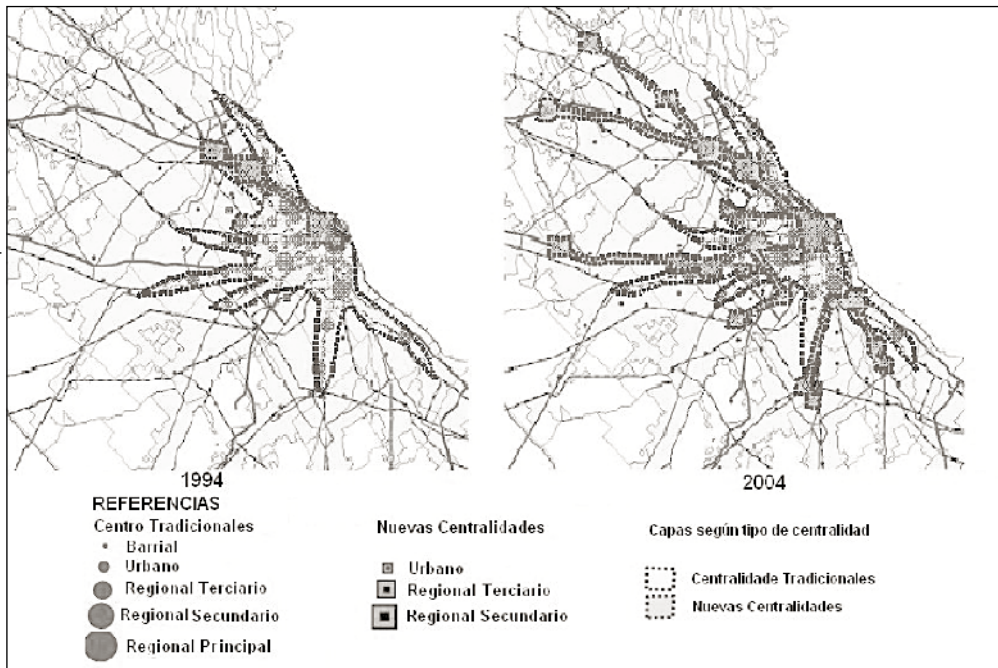 1994
2004
REFERENCIAS
Centro Tradicionales
Barrial
Urbano
Regional Terciario
Regional Secundario
Regional Principal
Nuevas Centralidades
Urbano
Regional Terciario
Regional Secundario
Capas según tipo de centralidad
Centralidade Tradicionales
Nuevas Centralidades